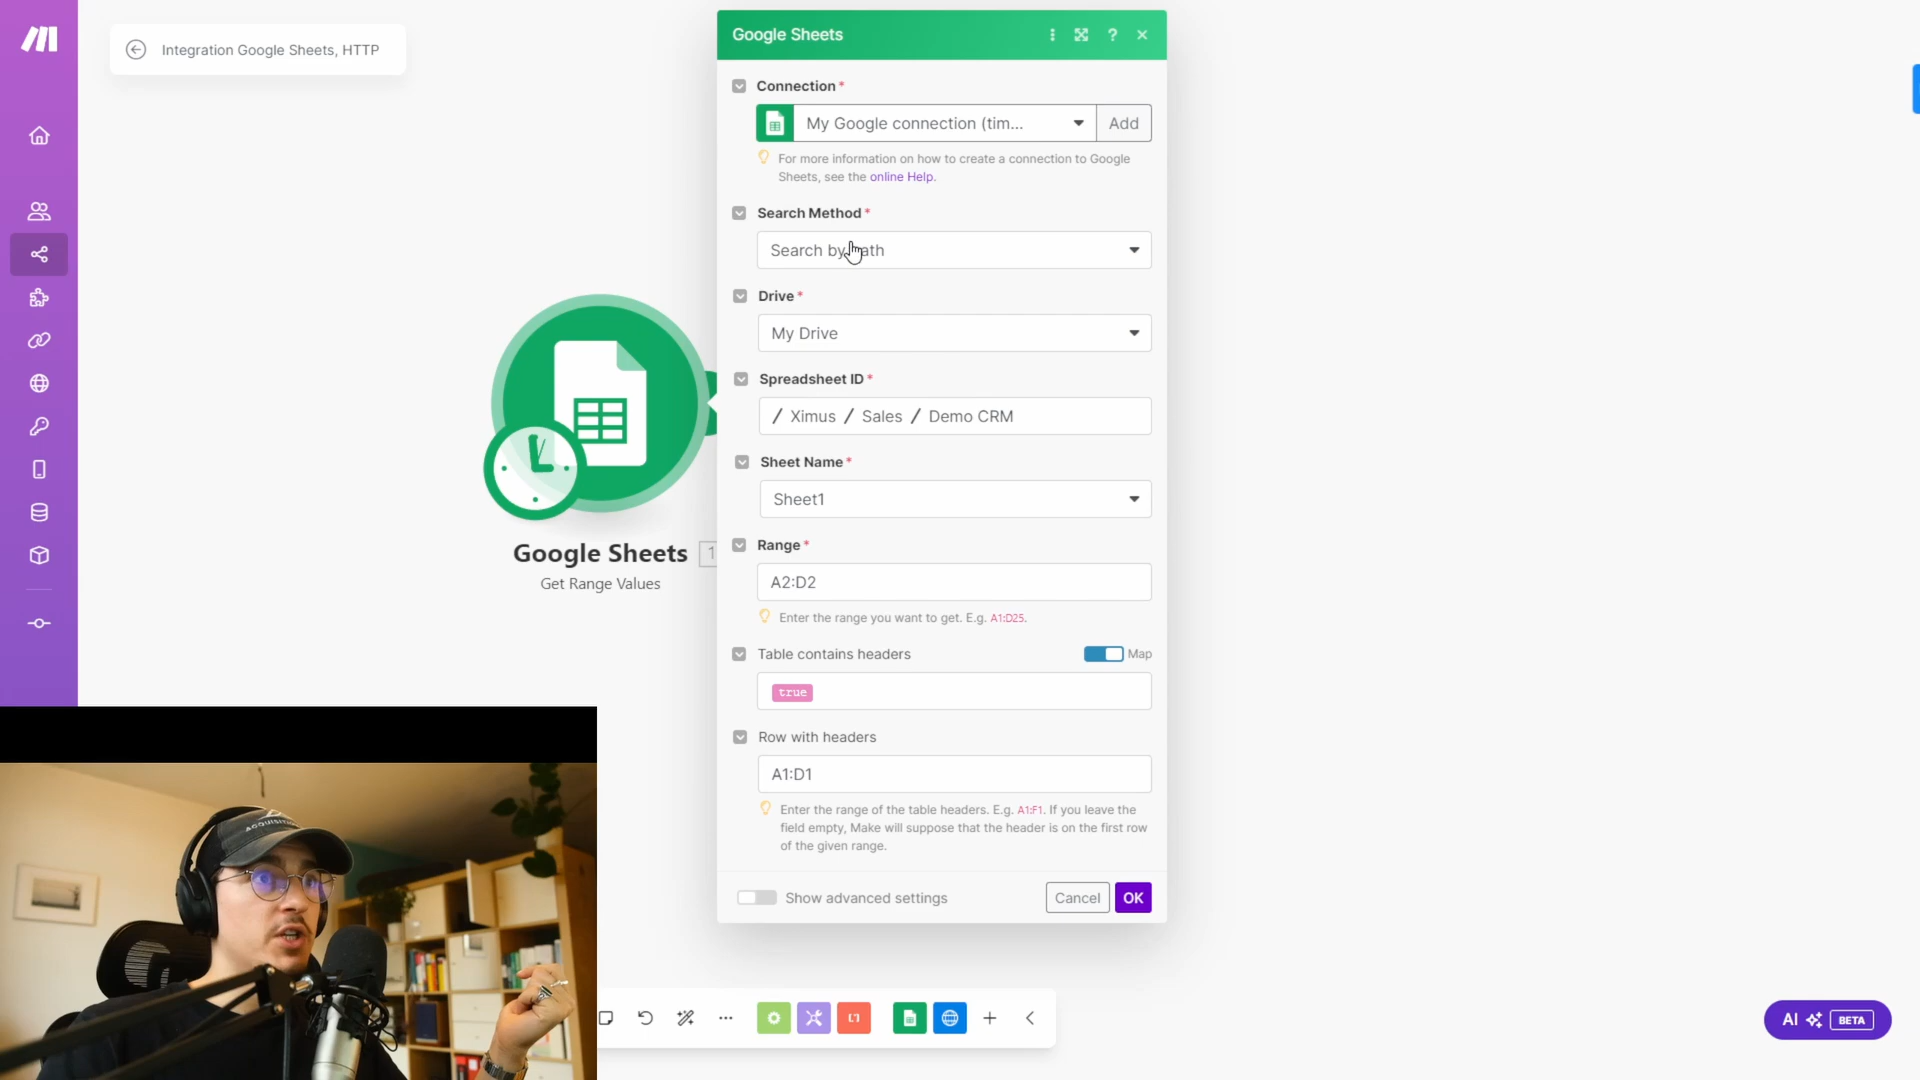 Integration Google Sheets, HTTP
Google Sheets
?
Connection *
My Google connection (tim...
Add
For more information on how to create a connection to Google
Sheets, see the online Help.
Search Method *
Search by path
Drive *
My Drive
Spreadsheet ID *
/ Ximus / Sales / Demo CRM
Sheet Name *
Sheet1
Range *
A2:D2
Enter the range you want to get. E.g. A1:D25.
Table contains headers
Map
true
Row with headers
A1:D1
Enter the range of the table headers. E.g. A1:F1. If you leave the
field empty, Make will suppose that the header is on the first row
of the given range.
Show advanced settings
Cancel
OK
Google Sheets 1
Get Range Values
AI BETA